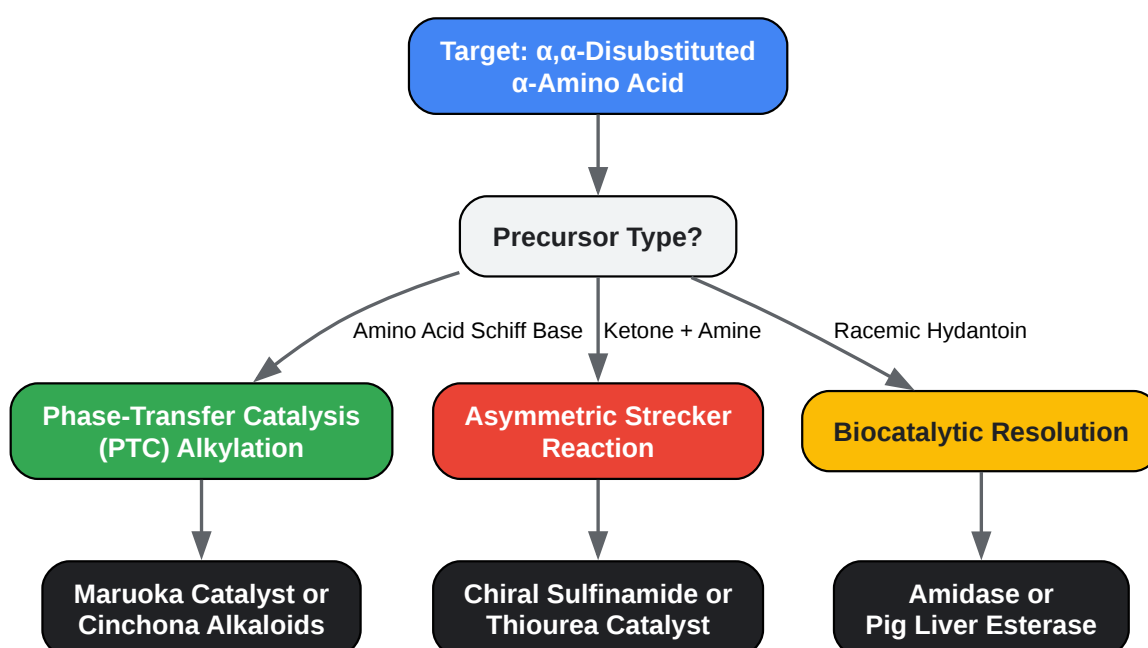 Target: α,α-Disubstituted
α-Amino Acid
Precursor Type?
Amino Acid Schiff Base
Ketone + Amine
Racemic Hydantoin
Phase-Transfer Catalysis
(PTC) Alkylation
Asymmetric Strecker
Reaction
Biocatalytic Resolution
Maruoka Catalyst or
Cinchona Alkaloids
Chiral Sulfinamide or
Thiourea Catalyst
Amidase or
Pig Liver Esterase